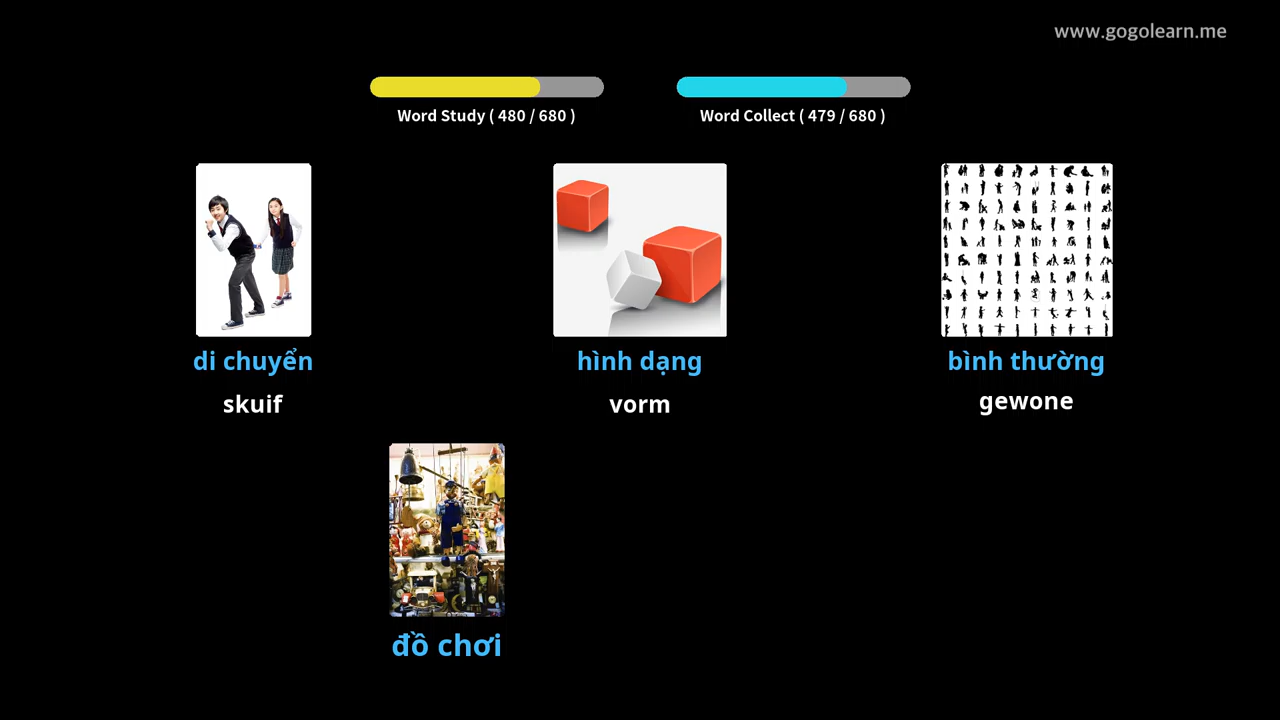 www.gogolearn.me
Word Study ( 480 / 680 )
Word Collect ( 479 / 680 )
di chuyển
hình dạng
bình thường
skuif
vorm
gewone
đồ chơi